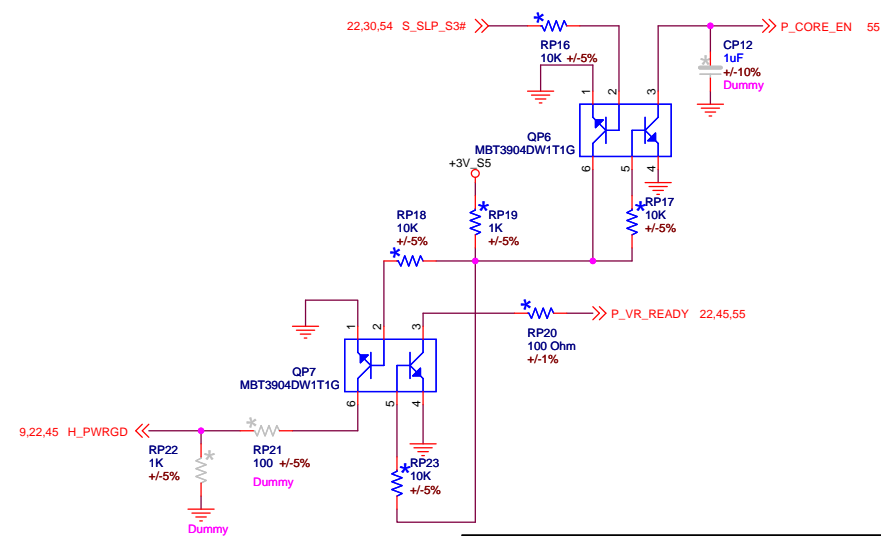 22,30,54 S_SLP_S3#
RP16
10K +/-5%
P_CORE_EN 55
CP12
1uF
+/-10%
Dummy
1
2
3
QP6
MBT3904DW1T1G
6
5
4
+3V_S5
RP17
10K
+/-5%
RP18
10K
+/-5%
RP19
1K
+/-5%
1
2
3
P_VR_READY 22,45,55
RP20
100 Ohm
+/-1%
QP7
MBT3904DW1T1G
6
5
4
9,22,45 H_PWRGD
RP22
1K
+/-5%
RP21
100 +/-5%
Dummy
RP23
10K
+/-5%
Dummy